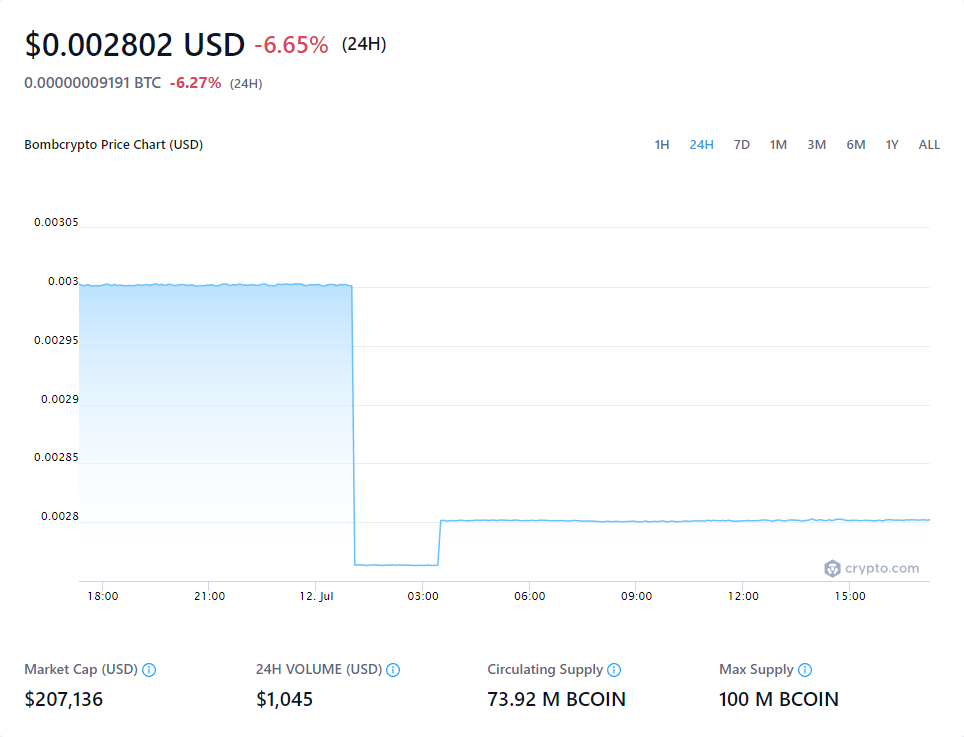 $0.002802 USD -6.65% (24H)
0.00000009191 BTC -6.27% (24H)
Bombcrypto Price Chart (USD) 1H 24H 7D 1M 3M 6M 1Y ALL
0.00305
0.003
0.00295
0.0029
0.00285
0.0028
crypto.com
18:00 21:00 12. Jul 03:00 06:00 09:00 12:00 15:00
Market Cap (USD) 24H VOLUME (USD) Circulating Supply Max Supply
$207,136 $1,045 73.92 M BCOIN 100 M BCOIN